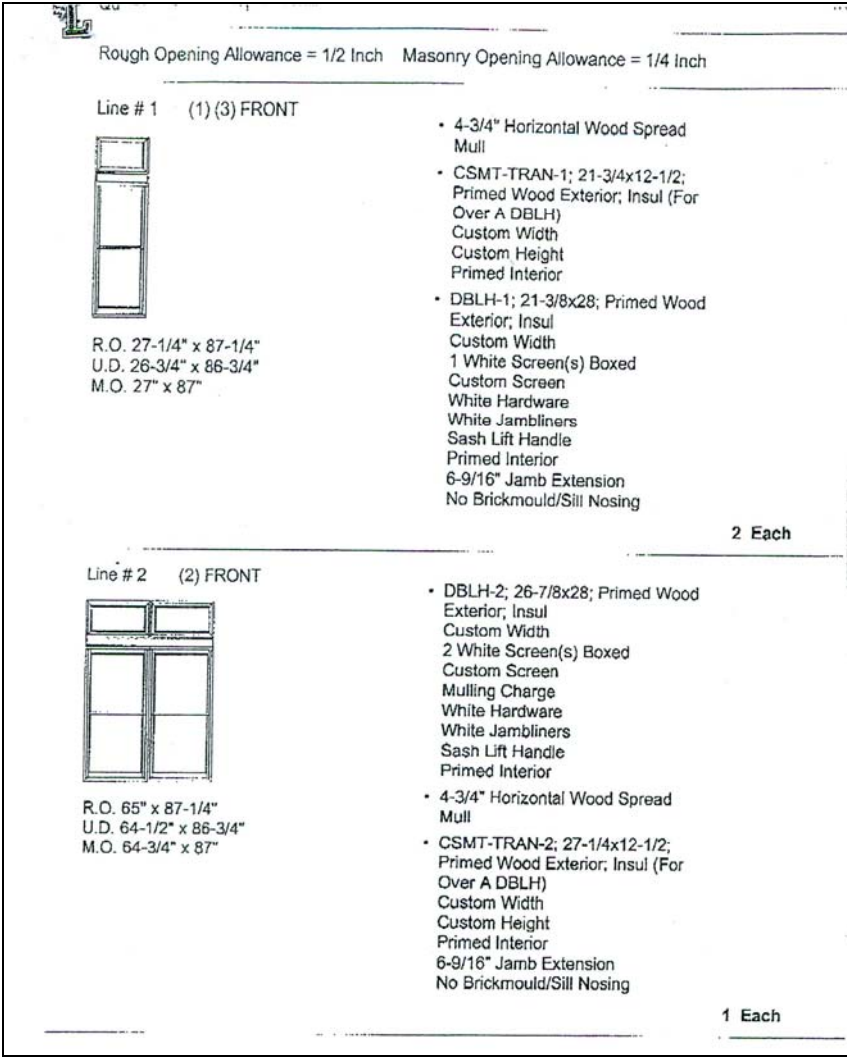 Rough Opening Allowance = 1/2 Inch Masonry Opening Allowance = 1/4 Inch
Line # 1 (1) (3) FRONT
• 4-3/4" Horizontal Wood Spread
Mull
• CSMT-TRAN-1; 21-3/4x12-1/2;
Primed Wood Exterior; Insul (For
Over A DBLH)
Custom Width
Custom Height
Primed Interior
• DBLH-1; 21-3/8x28; Primed Wood
Exterior; Insul
Custom Width
1 White Screen(s) Boxed
Custom Screen
White Hardware
White Jambliners
Sash Lift Handle
Primed Interior
6-9/16" Jamb Extension
No Brickmould/Sill Nosing
R.O. 27-1/4" x 87-1/4"
U.D. 26-3/4" x 86-3/4"
M.O. 27" x 87"
2 Each
Line # 2 (2) FRONT
• DBLH-2; 26-7/8x28; Primed Wood
Exterior; Insul
Custom Width
2 White Screen(s) Boxed
Custom Screen
Mulling Charge
White Hardware
White Jambliners
Sash Lift Handle
Primed Interior
• 4-3/4" Horizontal Wood Spread
Mull
• CSMT-TRAN-2; 27-1/4x12-1/2;
Primed Wood Exterior; Insul (For
Over A DBLH)
Custom Width
Custom Height
Primed Interior
6-9/16" Jamb Extension
No Brickmould/Sill Nosing
R.O. 65" x 87-1/4"
U.D. 64-1/2" x 86-3/4"
M.O. 64-3/4" x 87"
1 Each